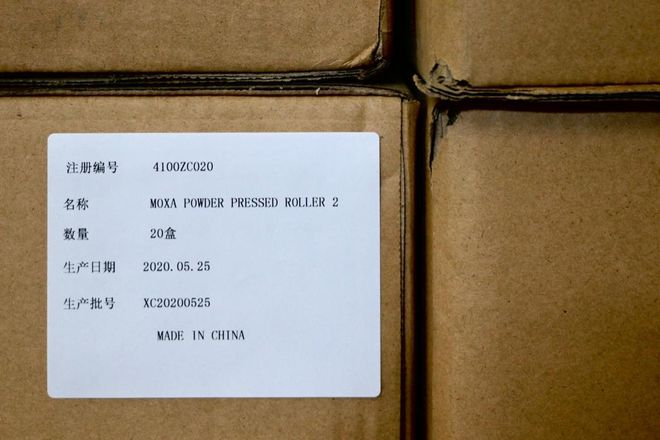 注册编号 4100ZC020
名称 MOXA POWDER PRESSED ROLLER 2
数量 20盒
生产日期 2020.05.25
生产批号 XC20200525
MADE IN CHINA